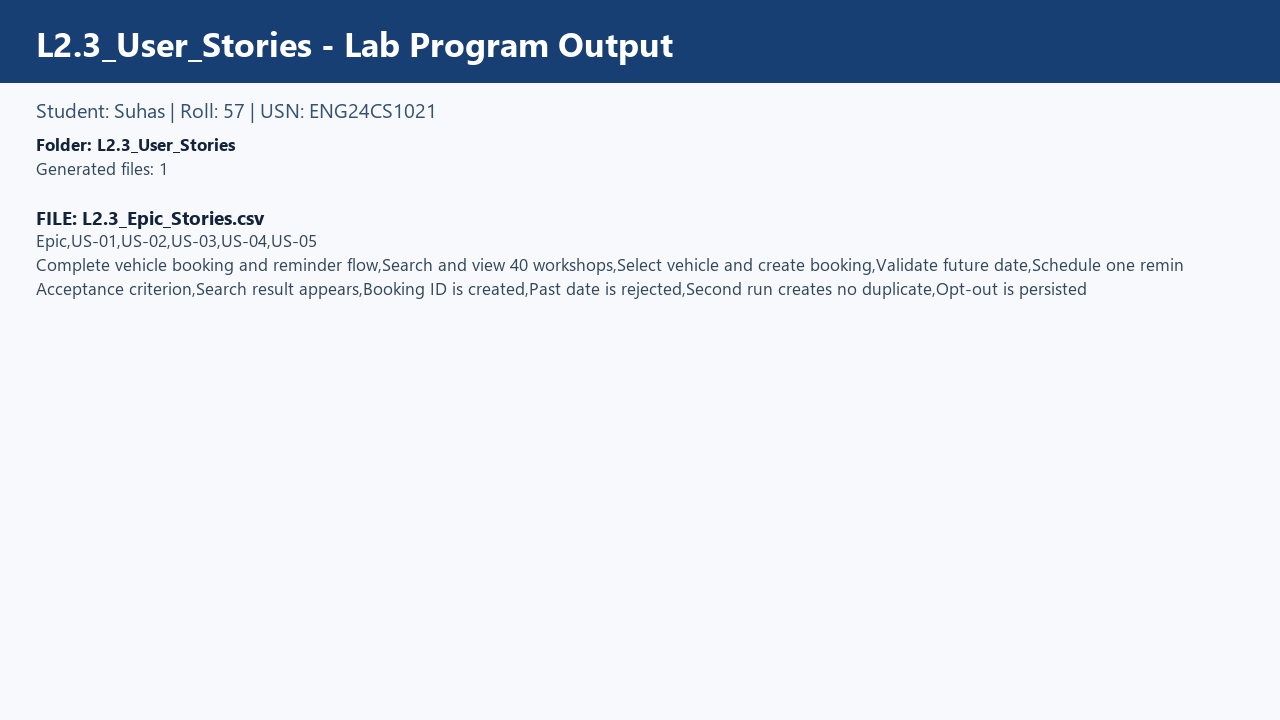 L2.3_User_Stories - Lab Program Output
Student: Suhas | Roll: 57 | USN: ENG24CS1021
Folder: L2.3_User_Stories
Generated files: 1
FILE: L2.3_Epic_Stories.csv
Epic,US-01,US-02,US-03,US-04,US-05
Complete vehicle booking and reminder flow,Search and view 40 workshops,Select vehicle and create booking,Validate future date,Schedule one remin
Acceptance criterion,Search result appears,Booking ID is created,Past date is rejected,Second run creates no duplicate,Opt-out is persisted